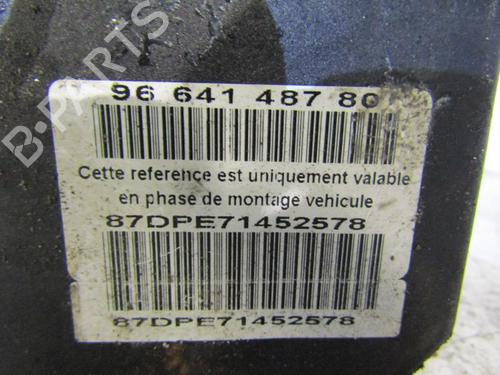 96 641 487 80
Cette reference est uniquement valable
en phase de montage vehicule
87DPE71452578
87DPE71452578
B-PARTS